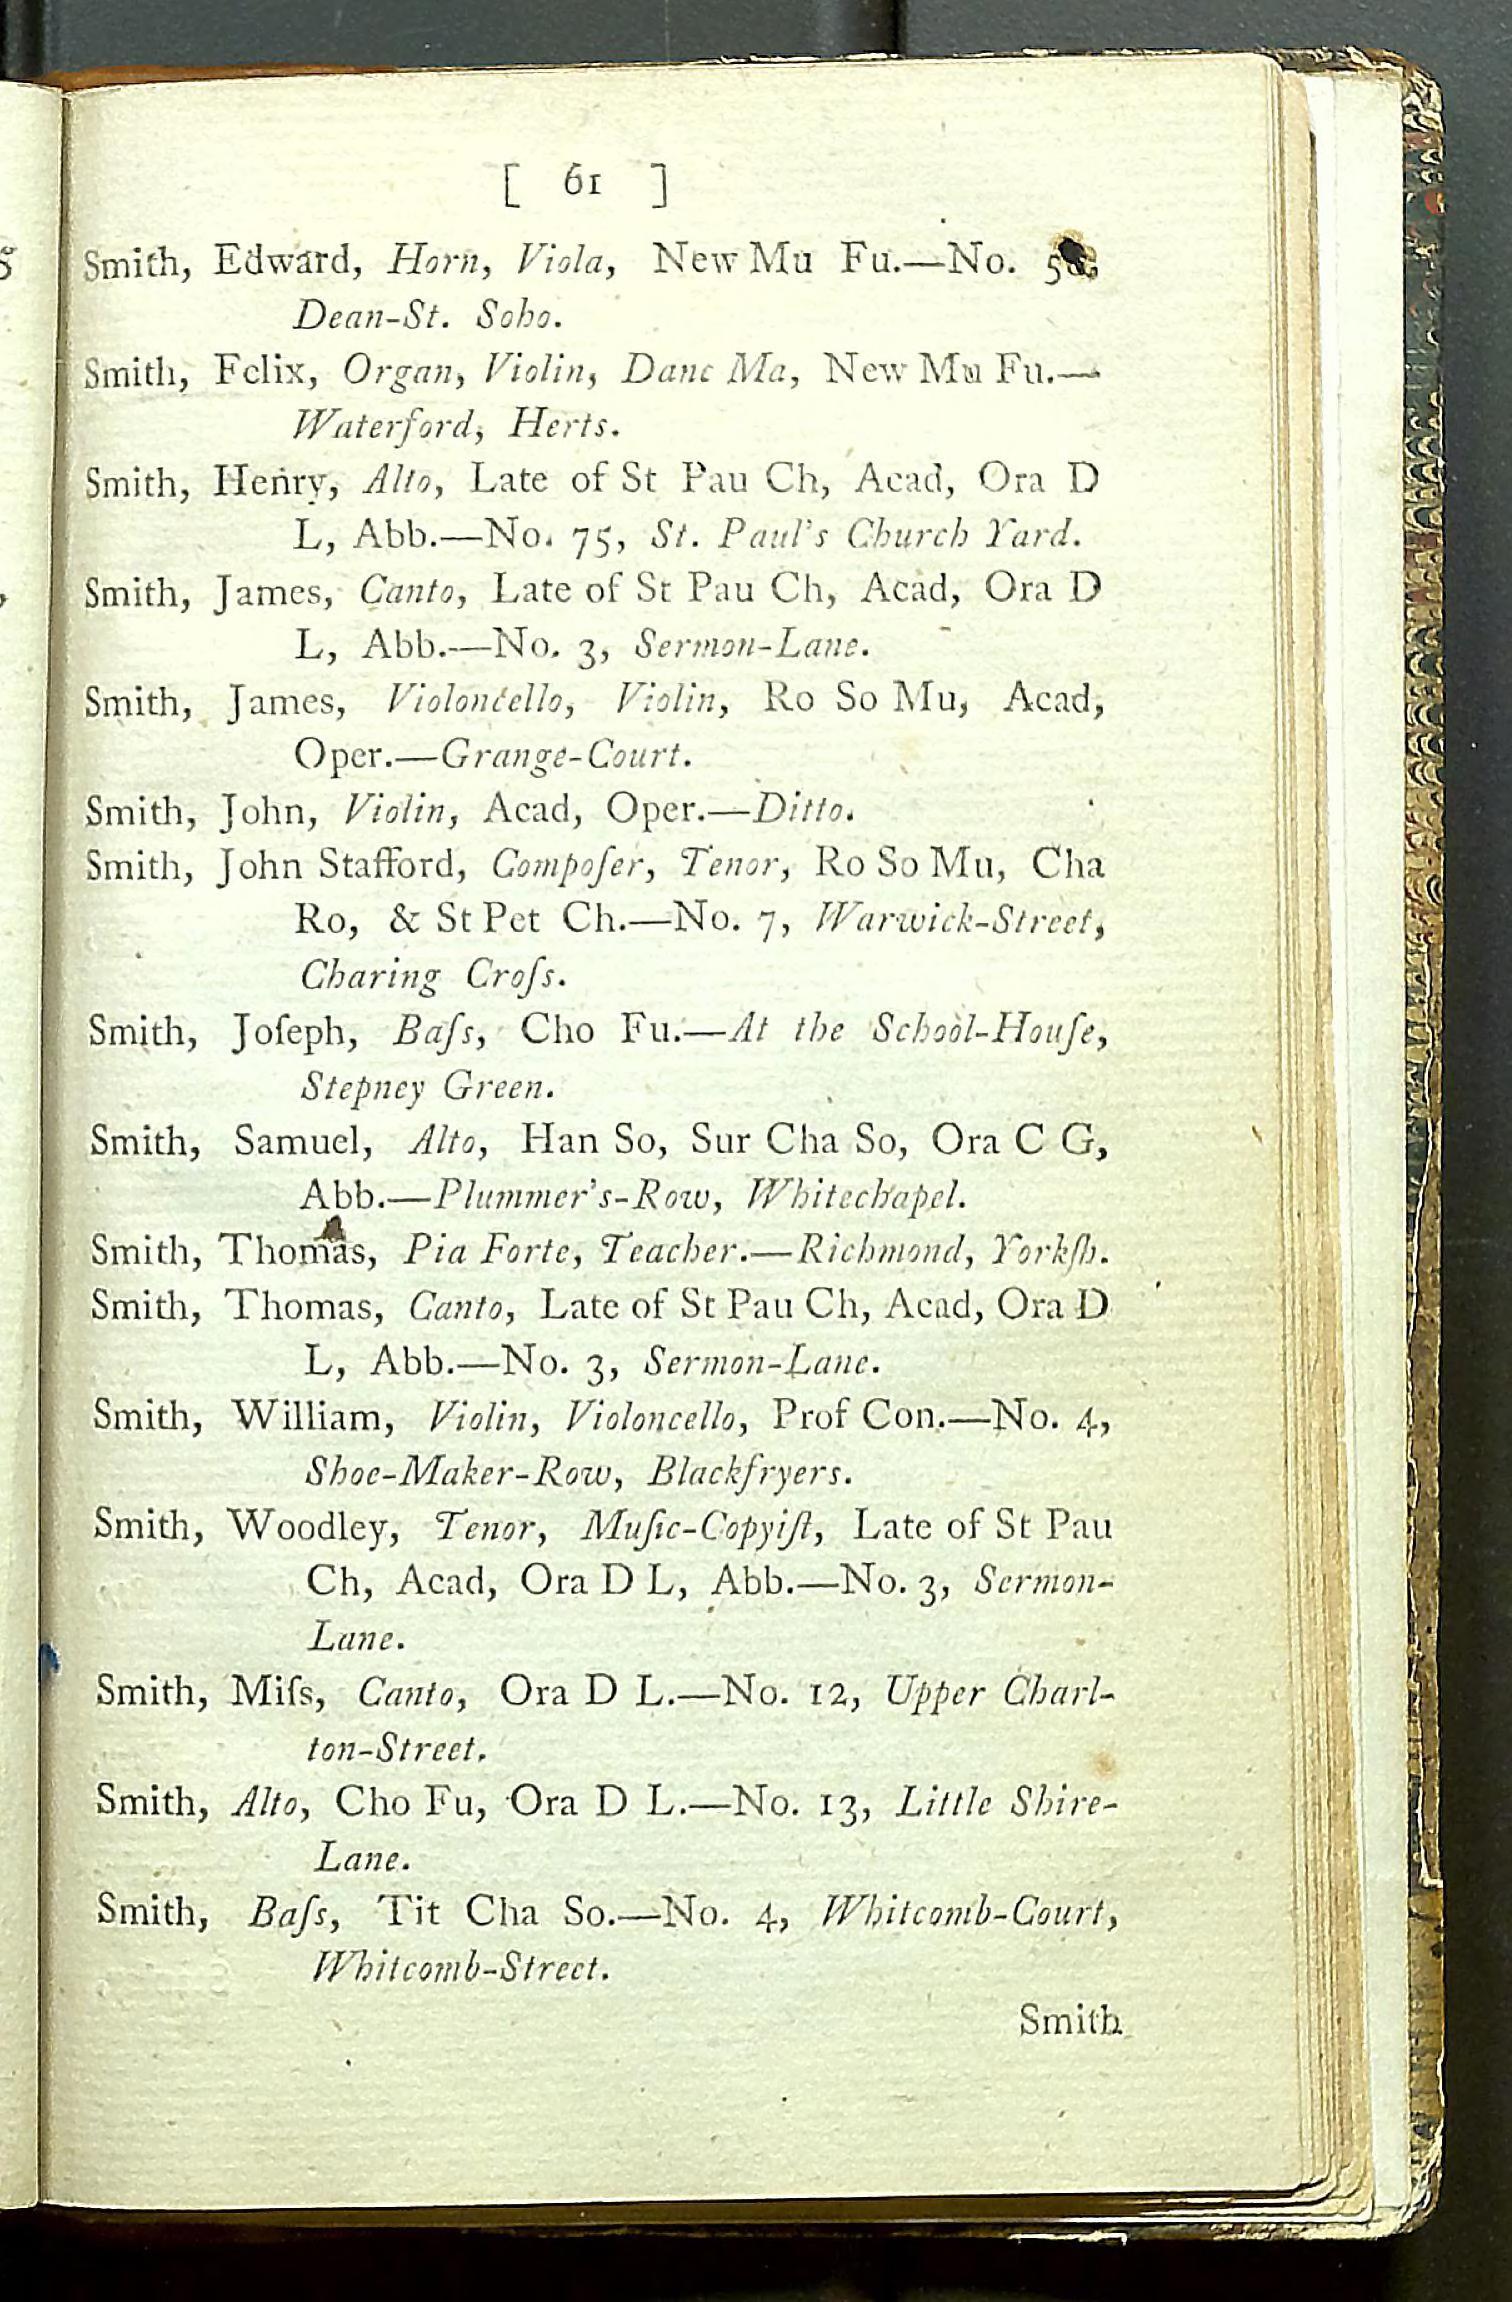 [ 61 ]
Smith, Edward, Horn, Viola, New Mu Fu.—No.
Dean-St. Soho.
Smith, Felix, Organ, Violin, Danc Ma, New Mu Fu.—
Waterford, Herts.
Smith, Henry, Alto, Late of St Pau Ch, Acad, Ora D
L, Abb.—No. 75, St. Paul's Church Yard.
Smith, James, Canto, Late of St Pau Ch, Acad, Ora D
L, Abb.—No. 3, Sermon-Lane.
Smith, James, Violoncello, Violin, Ro So Mu, Acad,
Oper.—Grange-Court.
Smith, John, Violin, Acad, Oper.—Ditto.
Smith, John Stafford, Compoſer, Tenor, Ro So Mu, Cha
Ro, & St Pet Ch.—No. 7, Warwick-Street,
Charing Croſs.
Smith, Joſeph, Baſs, Cho Fu.—At the School-Houſe,
Stepney Green.
Smith, Samuel, Alto, Han So, Sur Cha So, Ora C G,
Abb.—Plummer's-Row, Whitechapel.
Smith, Thomas, Pia Forte, Teacher.—Richmond, Yorkſh.
Smith, Thomas, Canto, Late of St Pau Ch, Acad, Ora D
L, Abb.—No. 3, Sermon-Lane.
Smith, William, Violin, Violoncello, Prof Con.—No. 4,
Shoe-Maker-Row, Blackfryers.
Smith, Woodley, Tenor, Muſic-Copyiſt, Late of St Pau
Ch, Acad, Ora D L, Abb.—No. 3, Sermon-
Lane.
Smith, Miſs, Canto, Ora D L.—No. 12, Upper Charl-
ton-Street.
Smith, Alto, Cho Fu, Ora D L.—No. 13, Little Shire-
Lane.
Smith, Baſs, Tit Cha So.—No. 4, Whitcomb-Court,
Whitcomb-Street.
Smith